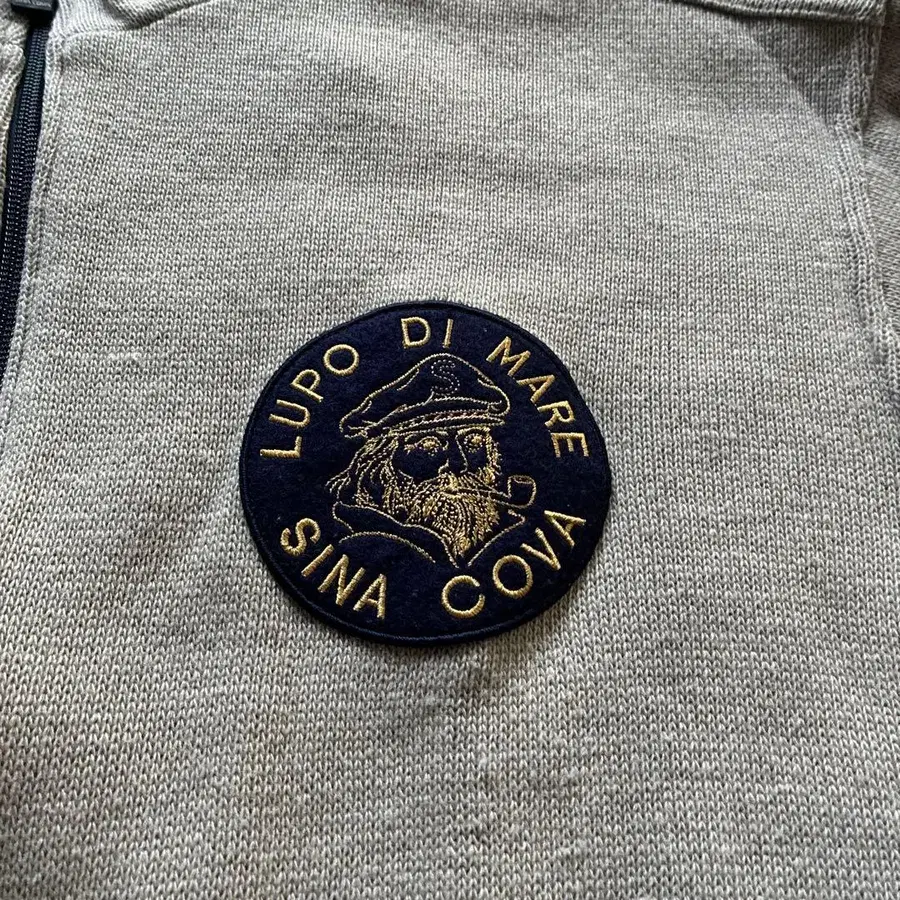 LUPO DI MARE
S
SINA COVA